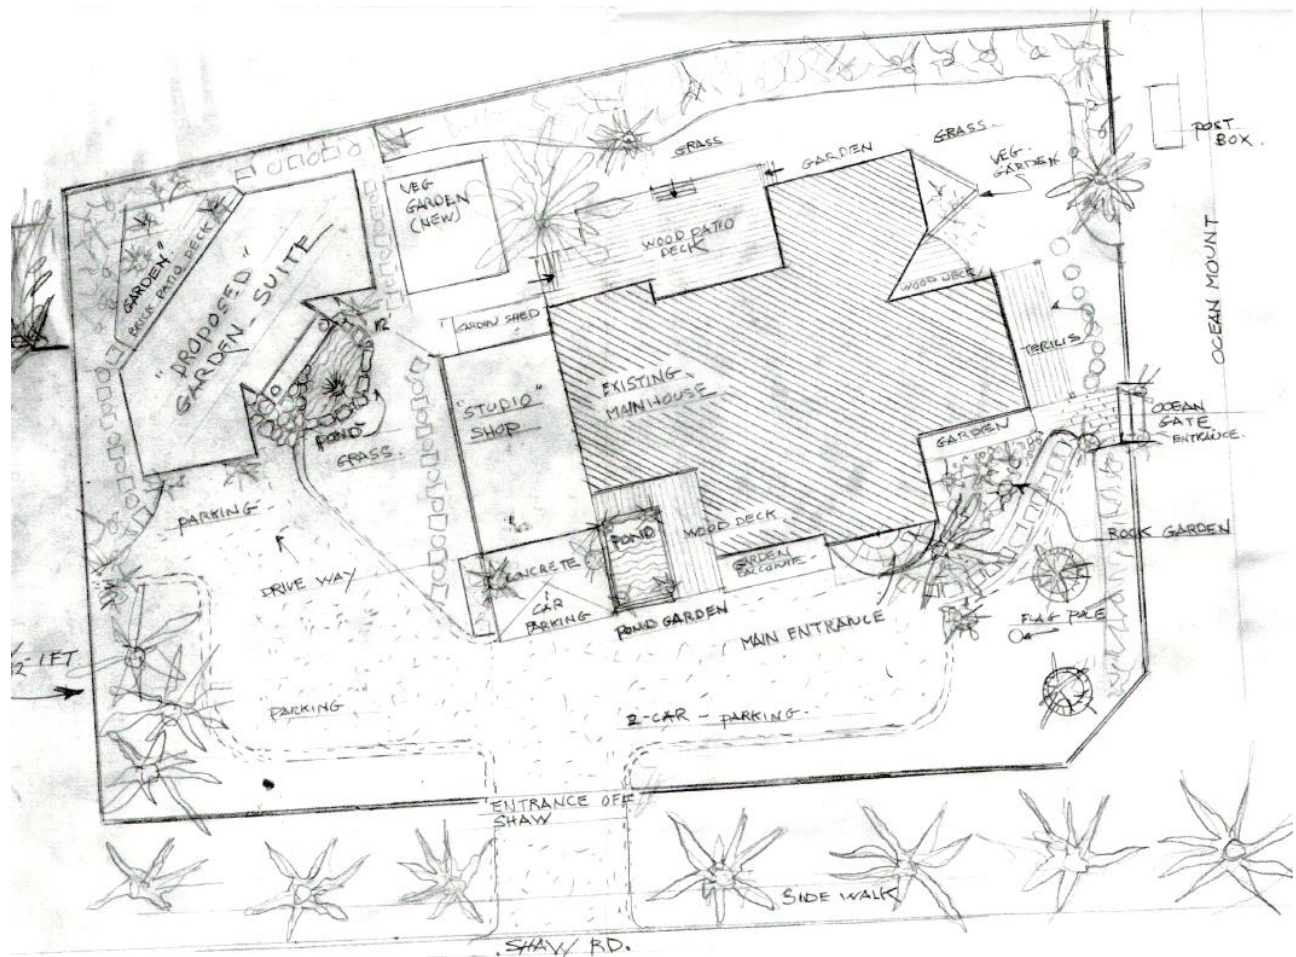 GRASS
GARDEN
GRASS
VEG.
GARDEN
POST
BOX.
VEG
GARDEN
(NEW)
WOOD PATIO
DECK
"GARDEN"
BRICK PATIO DECK
"PROPOSED"
GARDEN SUITE
WOOD DECK
OCEAN MOUNT
GARDEN SHED
12'
TERILIS
"STUDIO"
SHOP
EXISTING
MAINHOUSE
POND
GRASS.
GARDEN
OCEAN
GATE
ENTRANCE.
PARKING
ROCK GARDEN
POND
WOOD DECK
DRIVE WAY
CONCRETE
CAR
PARKING
GARDEN
POND GARDEN
MAIN ENTRANCE
FLAG POLE
1FT
PARKING
2-CAR - PARKING.
ENTRANCE OFF
SHAW
SIDE WALK
SHAW RD.